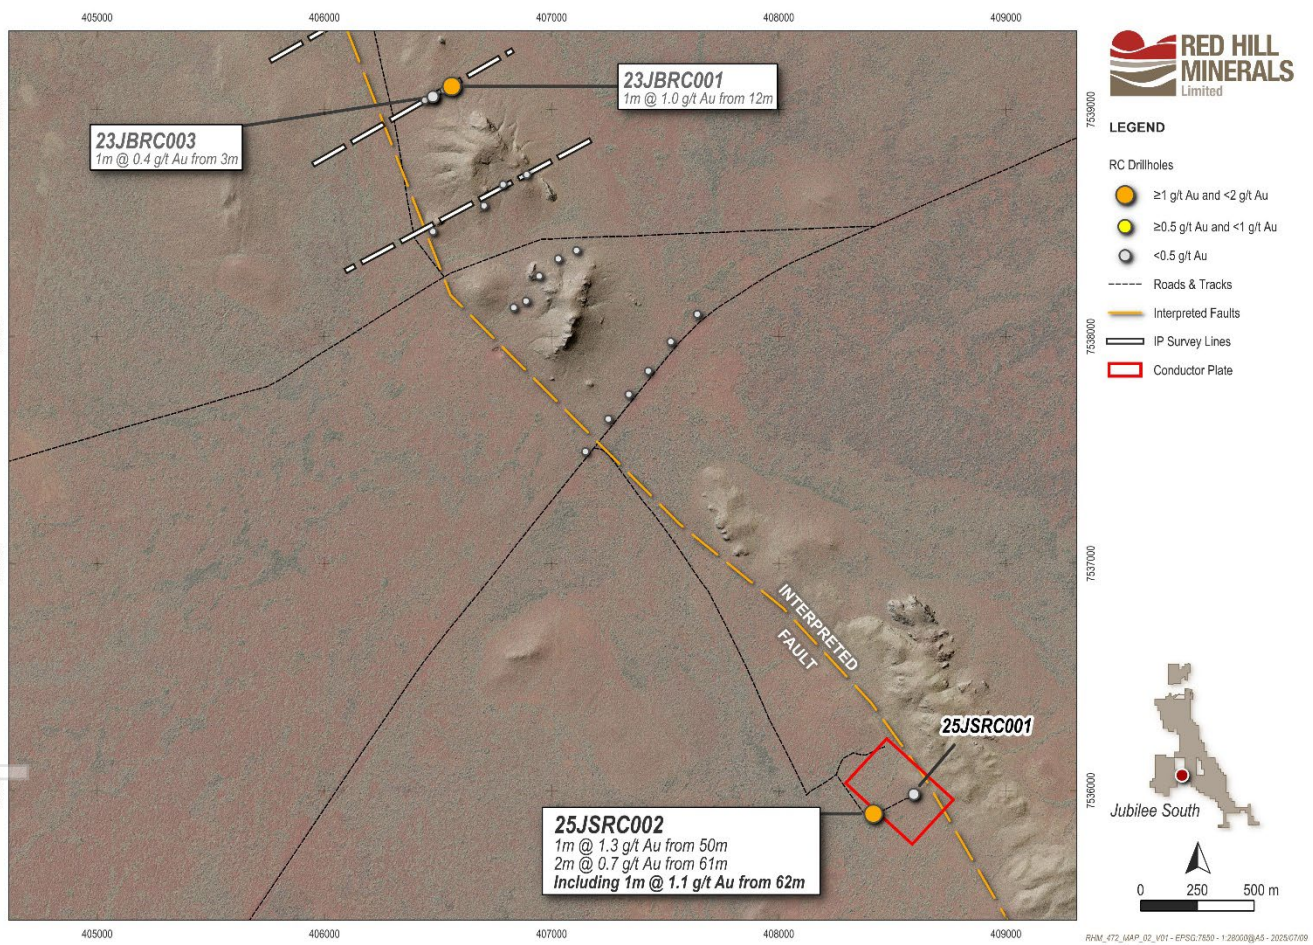 405000
406000
407000
408000
409000
RED HILL
MINERALS
Limited
23JBRC001
1m @ 1.0 g/t Au from 12m
7539000
23JBRC003
1m @ 0.4 g/t Au from 3m
LEGEND
RC Drillholes
≥1 g/t Au and <2 g/t Au
≥0.5 g/t Au and <1 g/t Au
<0.5 g/t Au
Roads & Tracks
Interpreted Faults
IP Survey Lines
Conductor Plate
7538000
7537000
INTERPRETED
FAULT
25JSRC001
7536000
Jubilee South
25JSRC002
1m @ 1.3 g/t Au from 50m
2m @ 0.7 g/t Au from 61m
Including 1m @ 1.1 g/t Au from 62m
0 250 500 m
405000
406000
407000
408000
409000
RHM_472_MAP_02_V01 - EPSG:7850 - 1:28000@A5 - 2025/07/09